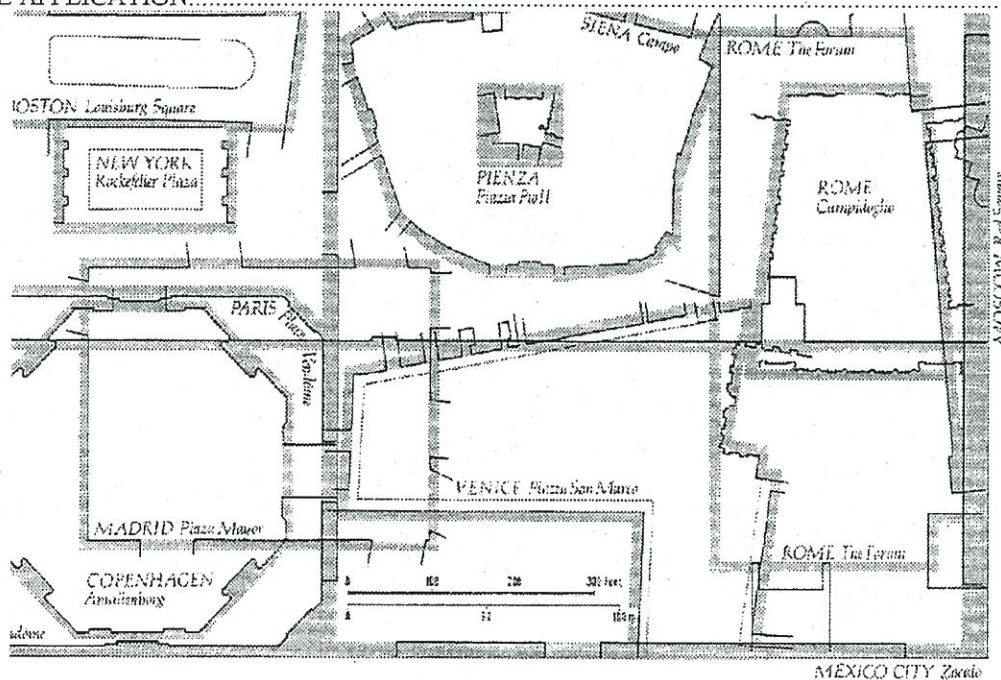 E APPLICATION
SIENA Campo
ROME The Forum
BOSTON Louisburg Square
NEW YORK
Rockefeller Plaza
PIENZA
Piazza Pio II
ROME
Campidoglio
PARIS Place Vendôme
VENICE Piazza San Marco
MADRID Plaza Mayor
ROME The Forum
COPENHAGEN
Amalienborg
0 100 200 300 feet
0 50 100 m
MEXICO CITY Zocalo